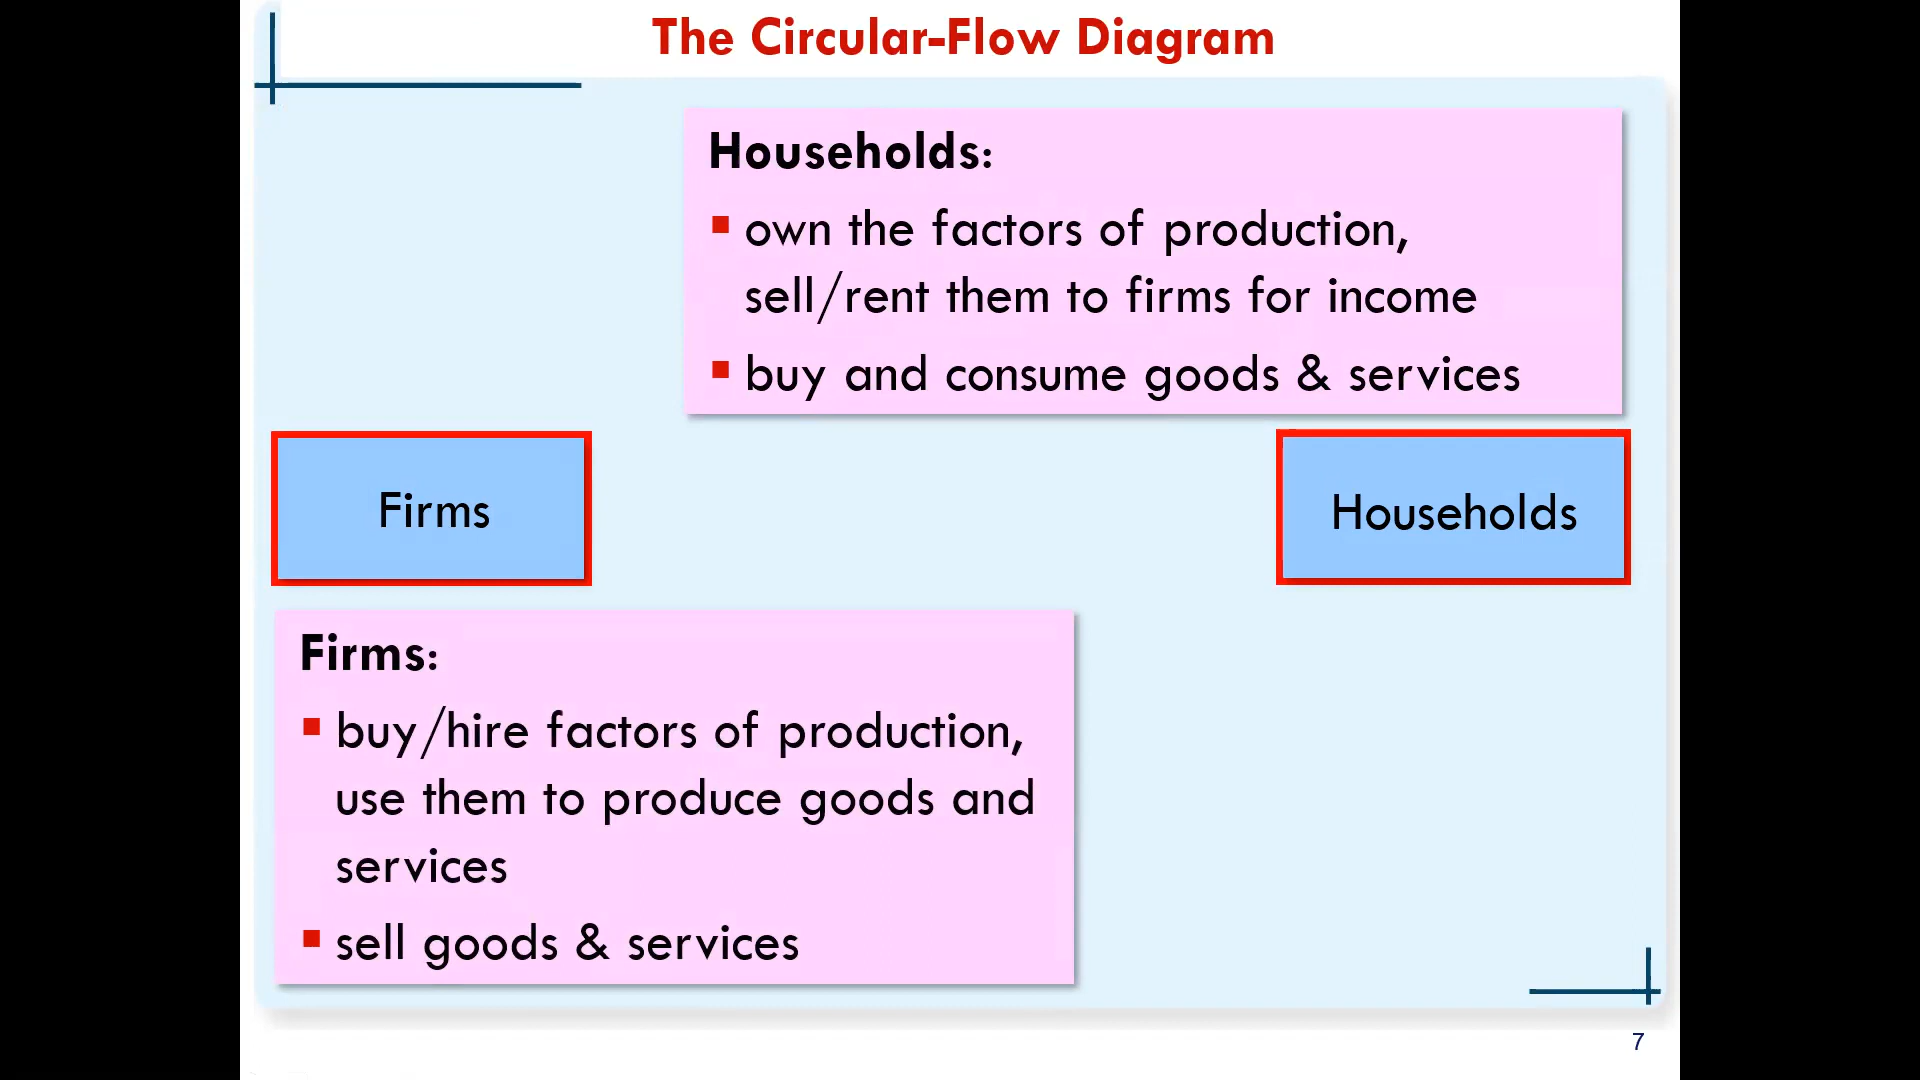 The Circular-Flow Diagram
Households:
own the factors of production,
sell/rent them to firms for income
buy and consume goods & services
Firms
Households
Firms:
buy/hire factors of production,
use them to produce goods and
services
sell goods & services
7